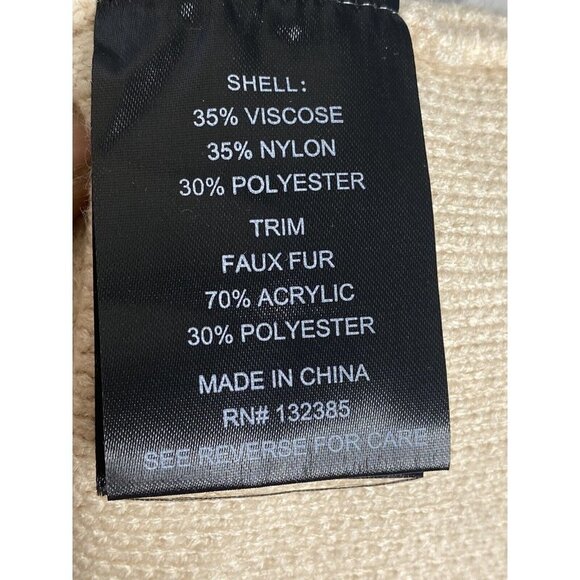 SHELL:
35% VISCOSE
35% NYLON
30% POLYESTER
TRIM
FAUX FUR
70% ACRYLIC
30% POLYESTER
MADE IN CHINA
RN# 132385
SEE REVERSE FOR CARE